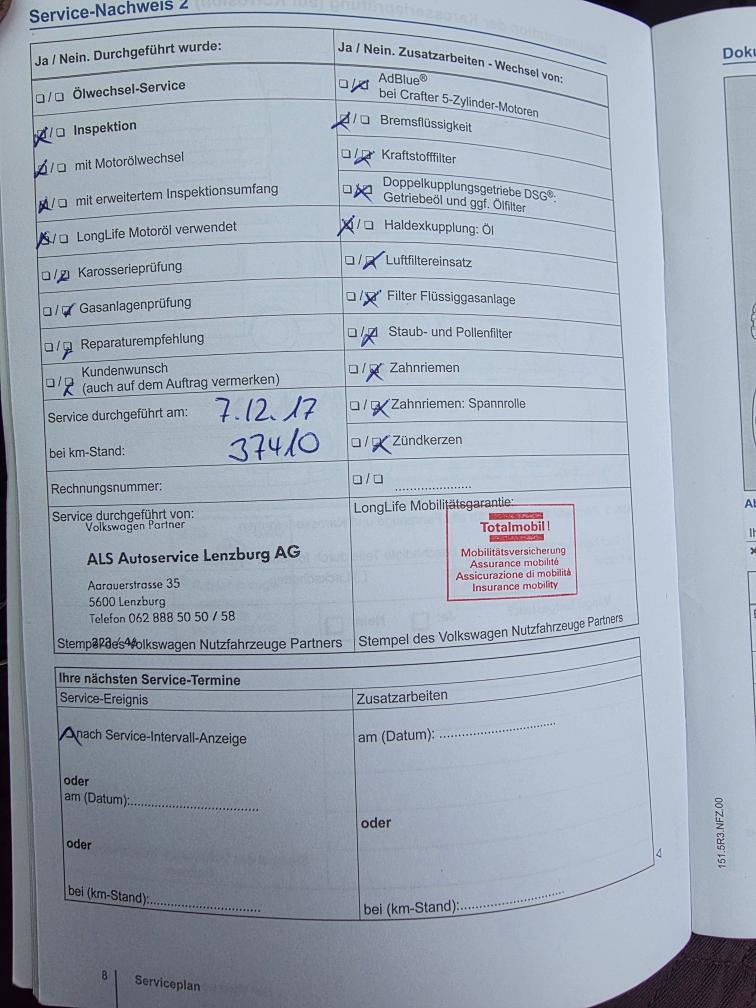 Service-Nachweis 2
Ja / Nein. Durchgeführt wurde:
Ölwechsel-Service
Inspektion
mit Motorölwechsel
mit erweitertem Inspektionsumfang
LongLife Motoröl verwendet
Karosserieprüfung
Gasanlagenprüfung
Reparaturempfehlung
Kundenwunsch
(auch auf dem Auftrag vermerken)
Service durchgeführt am: 7.12.17
bei km-Stand: 37410
Rechnungsnummer:
Service durchgeführt von:
Volkswagen Partner
ALS Autoservice Lenzburg AG
Aarauerstrasse 35
5600 Lenzburg
Telefon 062 888 50 50 / 58
Stempel des Volkswagen Nutzfahrzeuge Partners
Ja / Nein. Zusatzarbeiten - Wechsel von:
AdBlue®
bei Crafter 5-Zylinder-Motoren
Bremsflüssigkeit
Kraftstofffilter
Doppelkupplungsgetriebe DSG®:
Getriebeöl und ggf. Ölfilter
Haldexkupplung: Öl
Luftfiltereinsatz
Filter Flüssiggasanlage
Staub- und Pollenfilter
Zahnriemen
Zahnriemen: Spannrolle
Zündkerzen
LongLife Mobilitätsgarantie:
Totalmobil!
Mobilitätsversicherung
Assurance mobilité
Assicurazione di mobilità
Insurance mobility
Stempel des Volkswagen Nutzfahrzeuge Partners
Ihre nächsten Service-Termine
Service-Ereignis
nach Service-Intervall-Anzeige
oder
am (Datum):
oder
bei (km-Stand):
Zusatzarbeiten
am (Datum):
oder
bei (km-Stand):
8
Serviceplan
151.5R3.NFZ.00